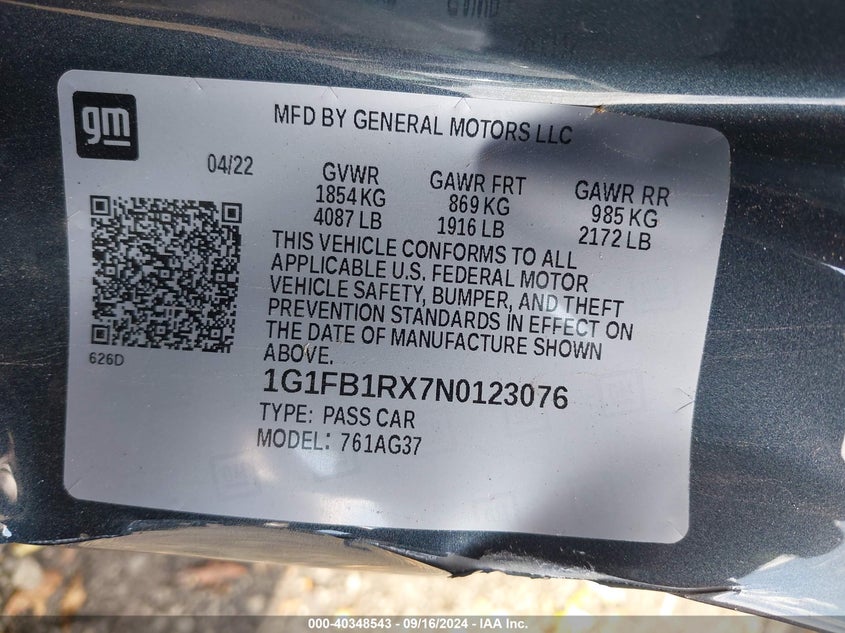 gm
MFD BY GENERAL MOTORS LLC
04/22
GVWR
1854 KG
4087 LB
GAWR FRT
869 KG
1916 LB
GAWR RR
985 KG
2172 LB
THIS VEHICLE CONFORMS TO ALL
APPLICABLE U.S. FEDERAL MOTOR
VEHICLE SAFETY, BUMPER, AND THEFT
PREVENTION STANDARDS IN EFFECT ON
THE DATE OF MANUFACTURE SHOWN
ABOVE.
626D
1G1FB1RX7N0123076
TYPE: PASS CAR
MODEL: 761AG37
000-40348543 - 09/16/2024 - IAA Inc.